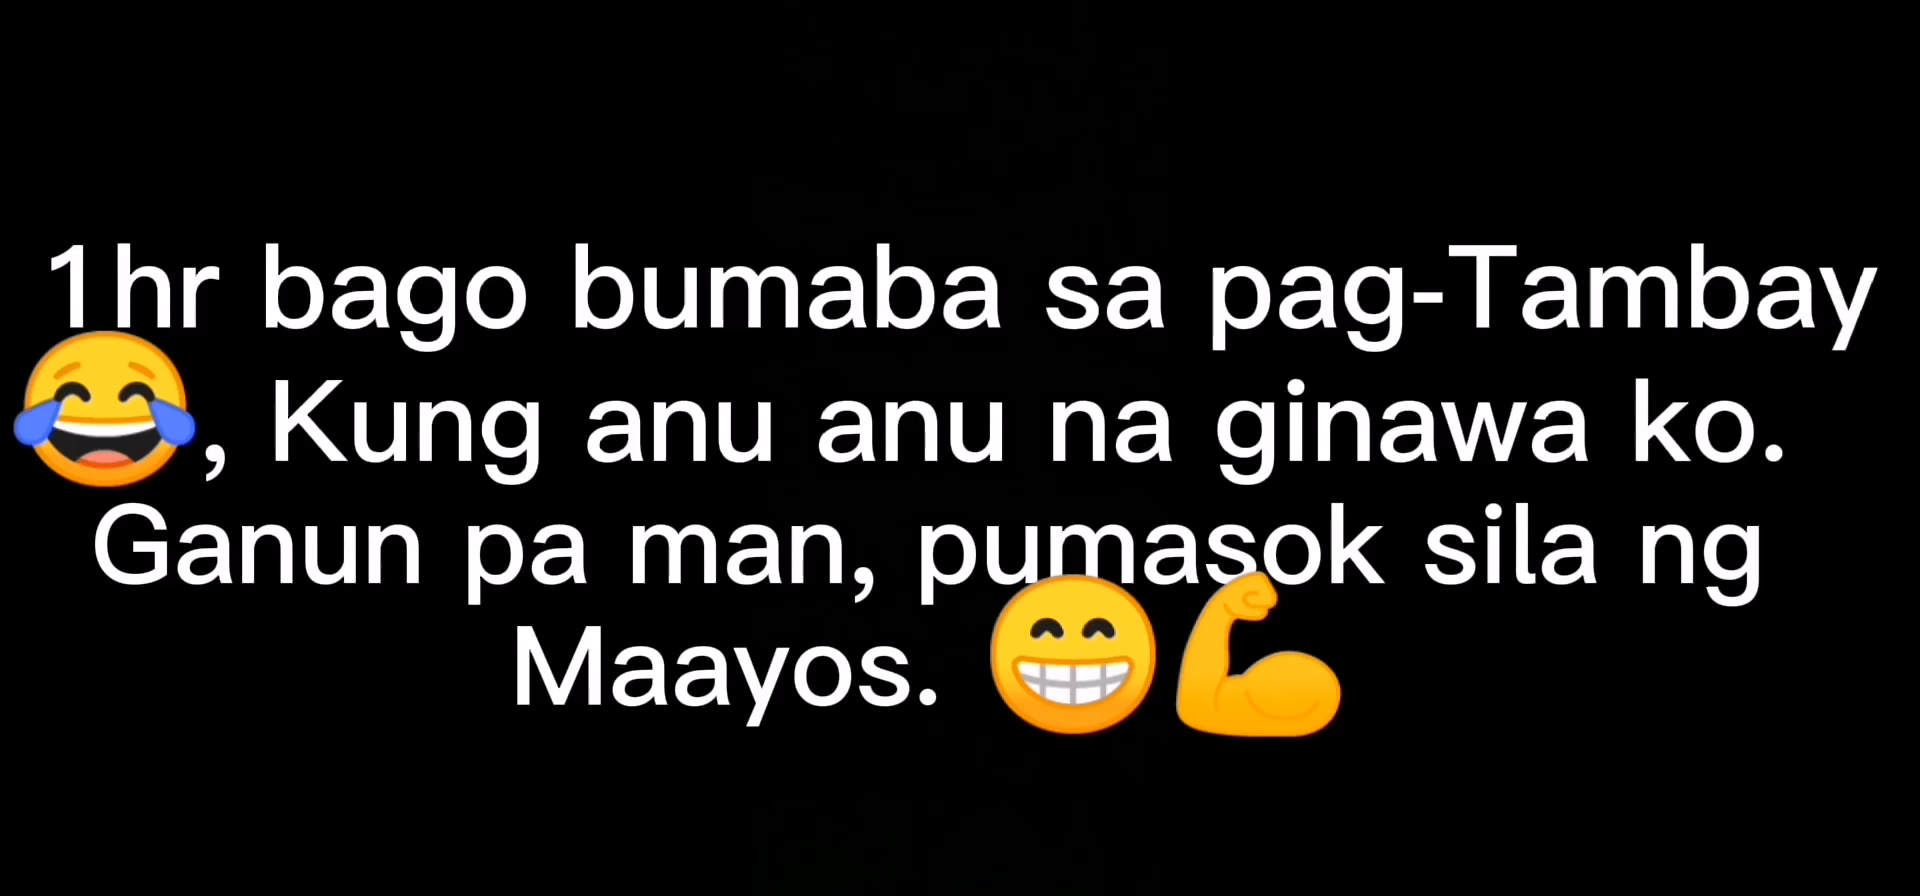 1hr bago bumaba sa pag-Tambay
😂, Kung anu anu na ginawa ko.
Ganun pa man, pumasok sila ng
Maayos. 😁💪